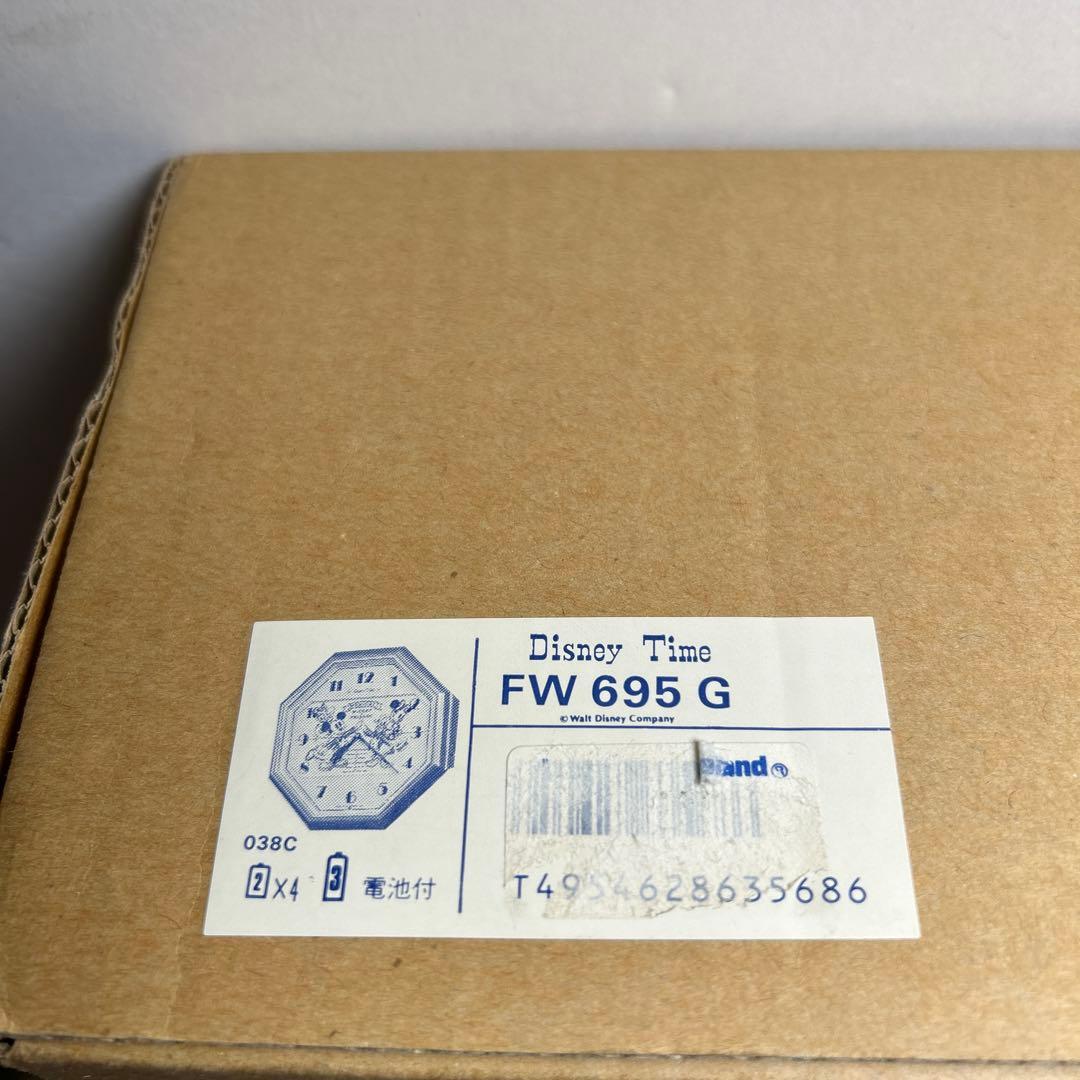 Disney Time
FW 695 G
© Walt Disney Company
11 12 1
10
9 3
8 4
7 6 5
038C
2 X4 3 電池付
land®
T4954628635686